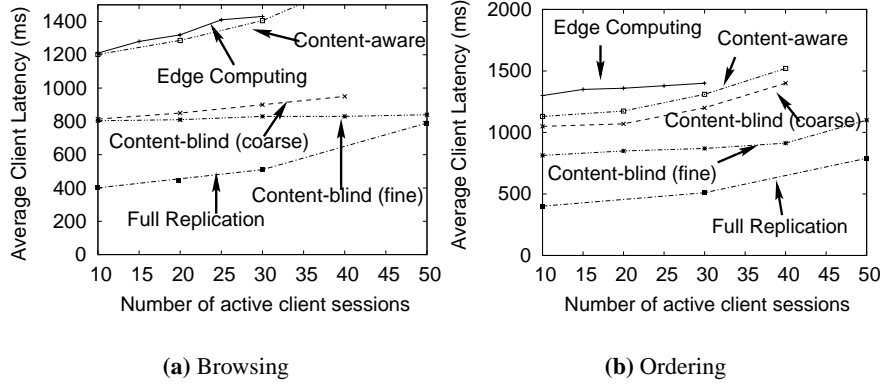 Average Client Latency (ms)
1400
1200
1000
800
600
400
200
0
10 15 20 25 30 35 40 45 50
Number of active client sessions
Content-aware
Edge Computing
Content-blind (coarse)
Content-blind (fine)
Full Replication
(a) Browsing
Average Client Latency (ms)
2000
1500
1000
500
0
10 15 20 25 30 35 40 45 50
Number of active client sessions
Edge Computing
Content-aware
Content-blind (coarse)
Content-blind (fine)
Full Replication
(b) Ordering